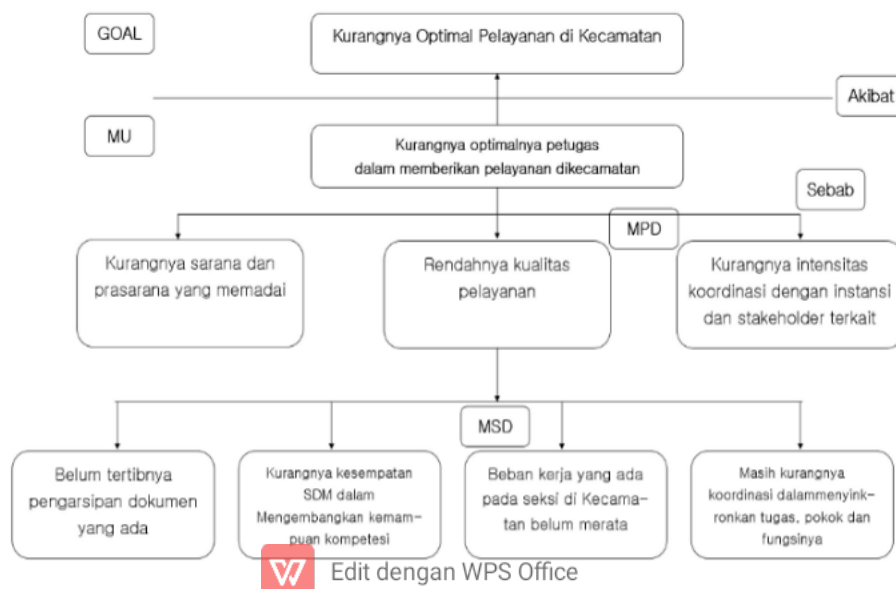 GOAL
Kurangnya Optimal Pelayanan di Kecamatan
Akibat
MU
Kurangnya optimalnya petugas
dalam memberikan pelayanan dikecamatan
Sebab
MPD
Kurangnya sarana dan
prasarana yang memadai
Rendahnya kualitas
pelayanan
Kurangnya intensitas
koordinasi dengan instansi
dan stakeholder terkait
MSD
Belum tertibnya
pengarsipan dokumen
yang ada
Kurangnya kesempatan
SDM dalam
Mengembangkan kemam-
puan kompetesi
Beban kerja yang ada
pada seksi di Kecama-
tan belum merata
Masih kurangnya
koordinasi dalammenyink-
ronkan tugas, pokok dan
fungsinya
Edit dengan WPS Office